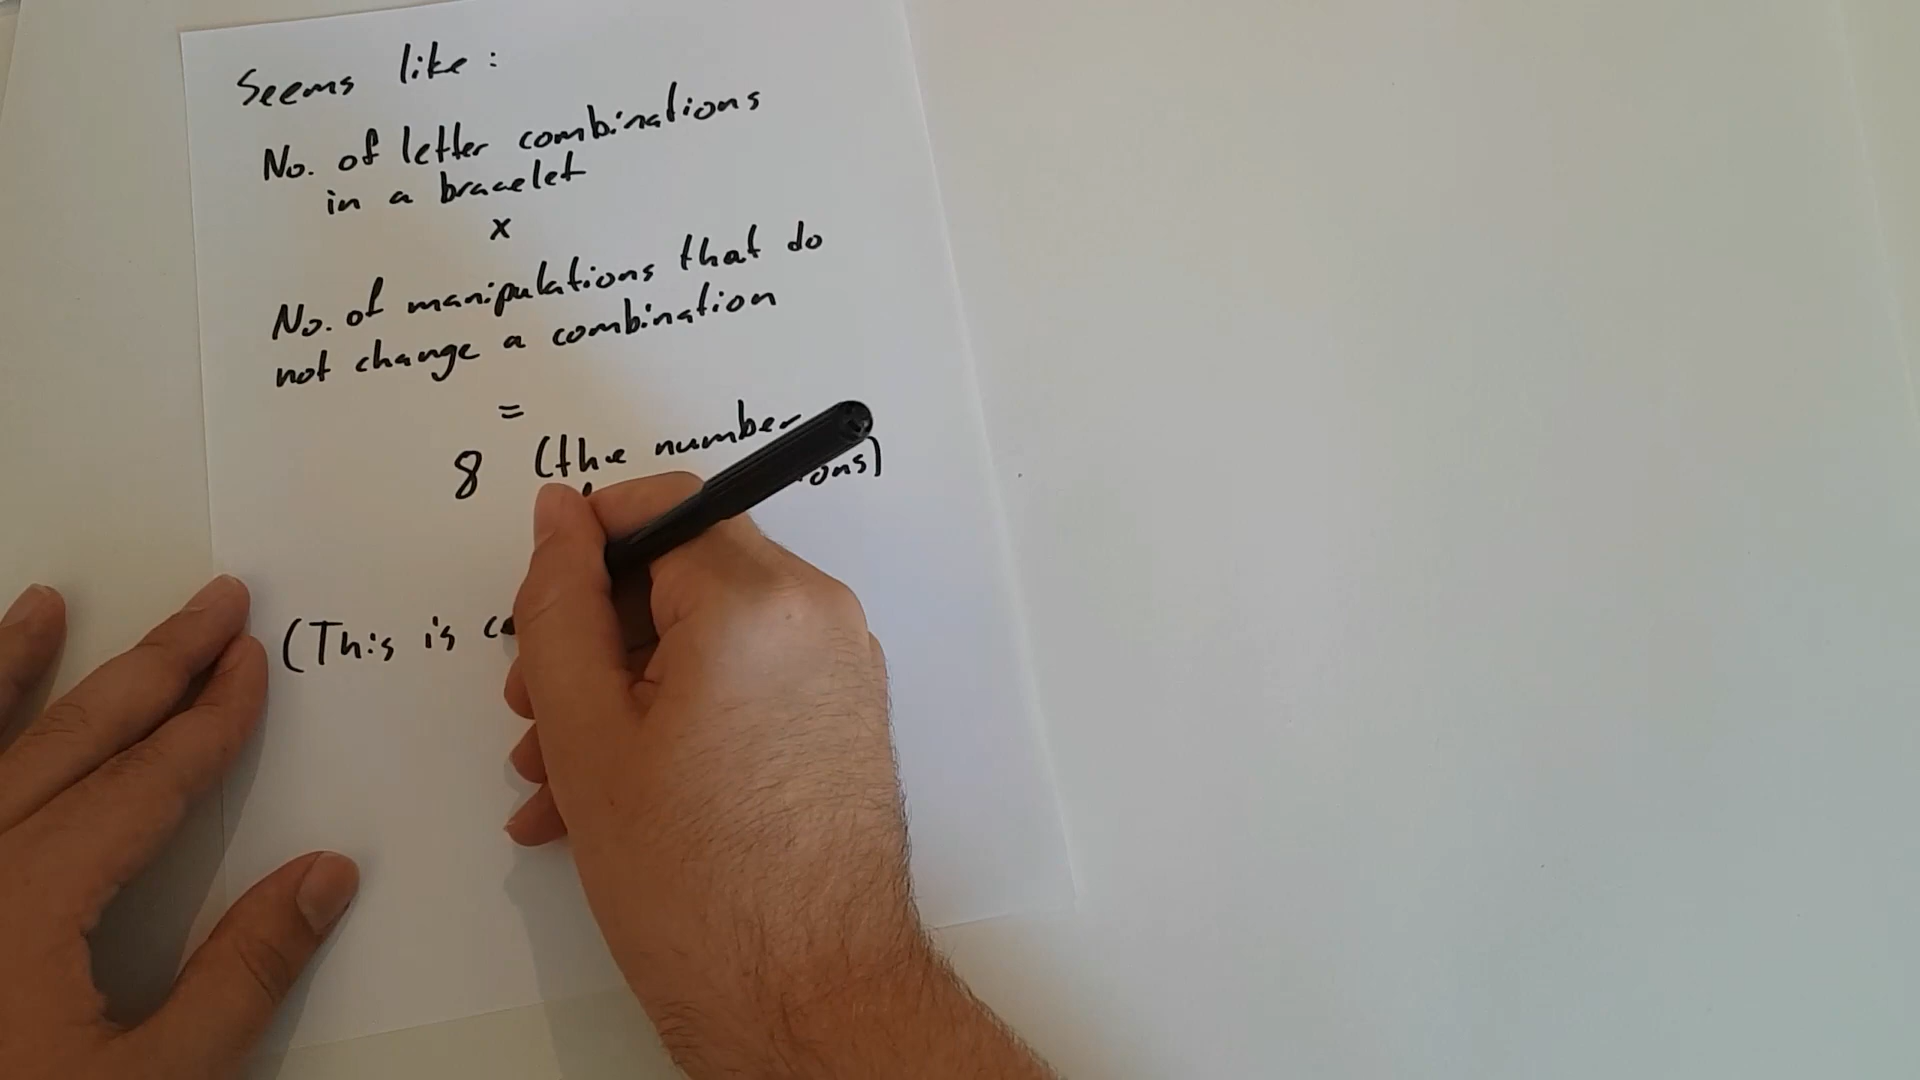 Seems like:
No. of letter combinations
in a bracelet
x
No. of manipulations that do
not change a combination
=
8 (the number
(This is